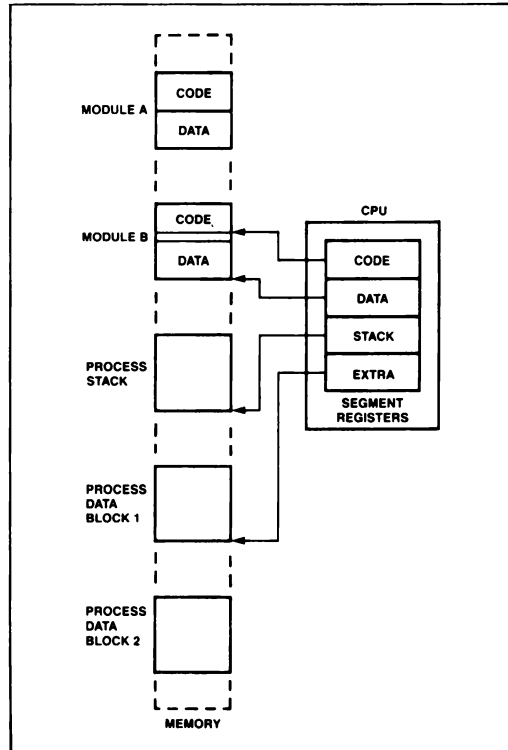 MODULE A
CODE
DATA
MODULE B
CODE
DATA
PROCESS
STACK
PROCESS
DATA
BLOCK 1
PROCESS
DATA
BLOCK 2
MEMORY
CPU
CODE
DATA
STACK
EXTRA
SEGMENT
REGISTERS